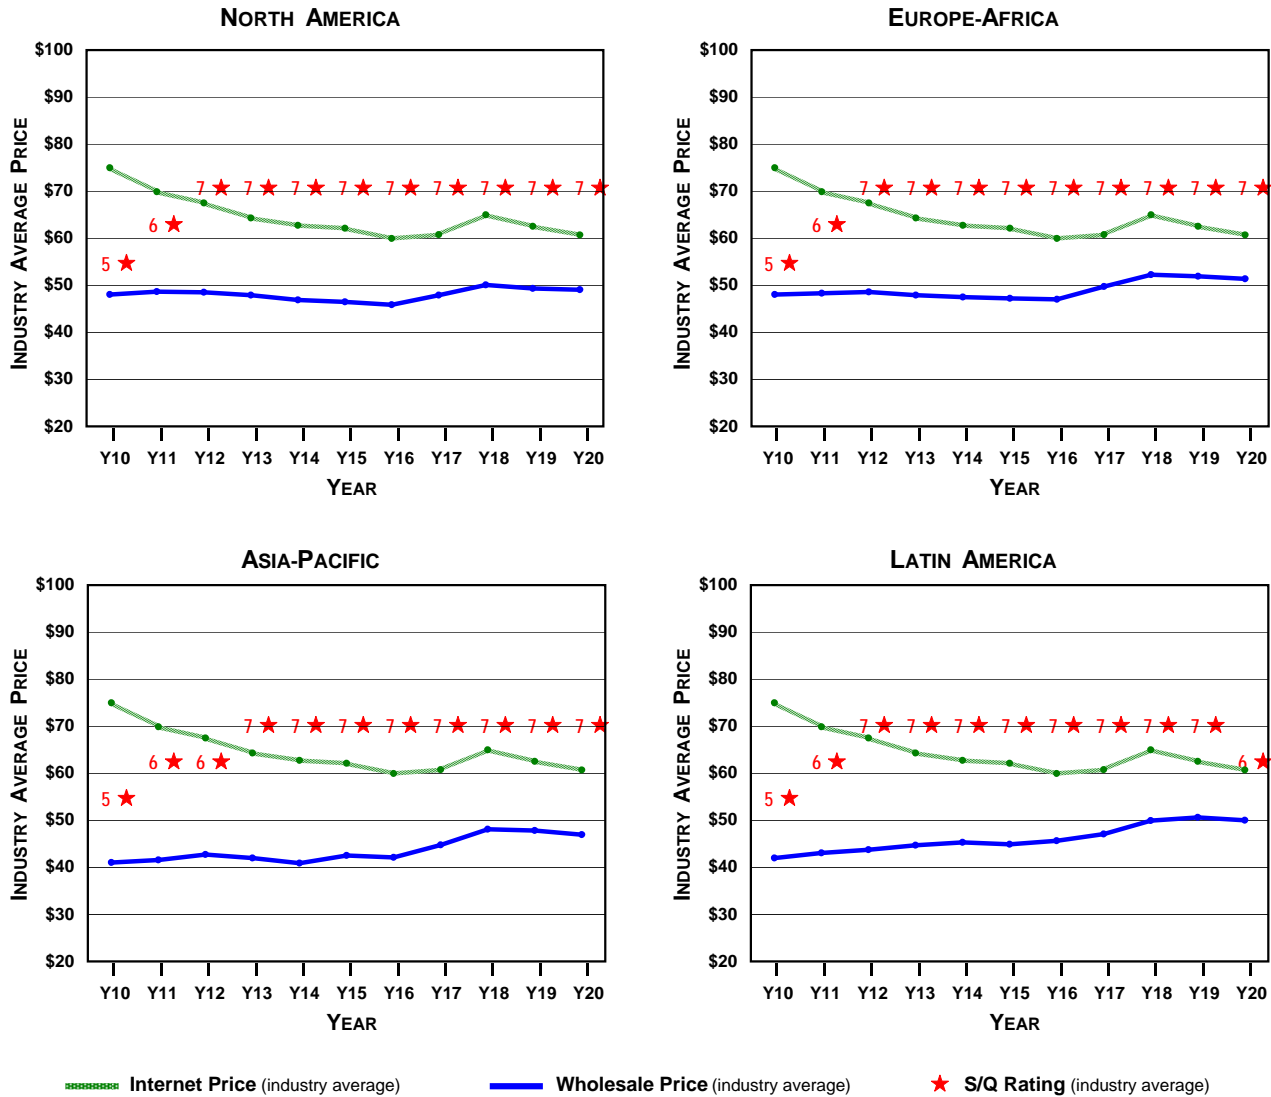 NORTH AMERICA
INDUSTRY AVERAGE PRICE
$100
$90
$80
$70
$60
$50
$40
$30
$20
5 6 7 7 7 7 7 7 7 7 7
Y10 Y11 Y12 Y13 Y14 Y15 Y16 Y17 Y18 Y19 Y20
YEAR
EUROPE-AFRICA
INDUSTRY AVERAGE PRICE
$100
$90
$80
$70
$60
$50
$40
$30
$20
5 6 7 7 7 7 7 7 7 7 7
Y10 Y11 Y12 Y13 Y14 Y15 Y16 Y17 Y18 Y19 Y20
YEAR
ASIA-PACIFIC
INDUSTRY AVERAGE PRICE
$100
$90
$80
$70
$60
$50
$40
$30
$20
5 6 6 7 7 7 7 7 7 7 7
Y10 Y11 Y12 Y13 Y14 Y15 Y16 Y17 Y18 Y19 Y20
YEAR
LATIN AMERICA
INDUSTRY AVERAGE PRICE
$100
$90
$80
$70
$60
$50
$40
$30
$20
5 6 7 7 7 7 7 7 7 7 6
Y10 Y11 Y12 Y13 Y14 Y15 Y16 Y17 Y18 Y19 Y20
YEAR
Internet Price (industry average) Wholesale Price (industry average) S/Q Rating (industry average)